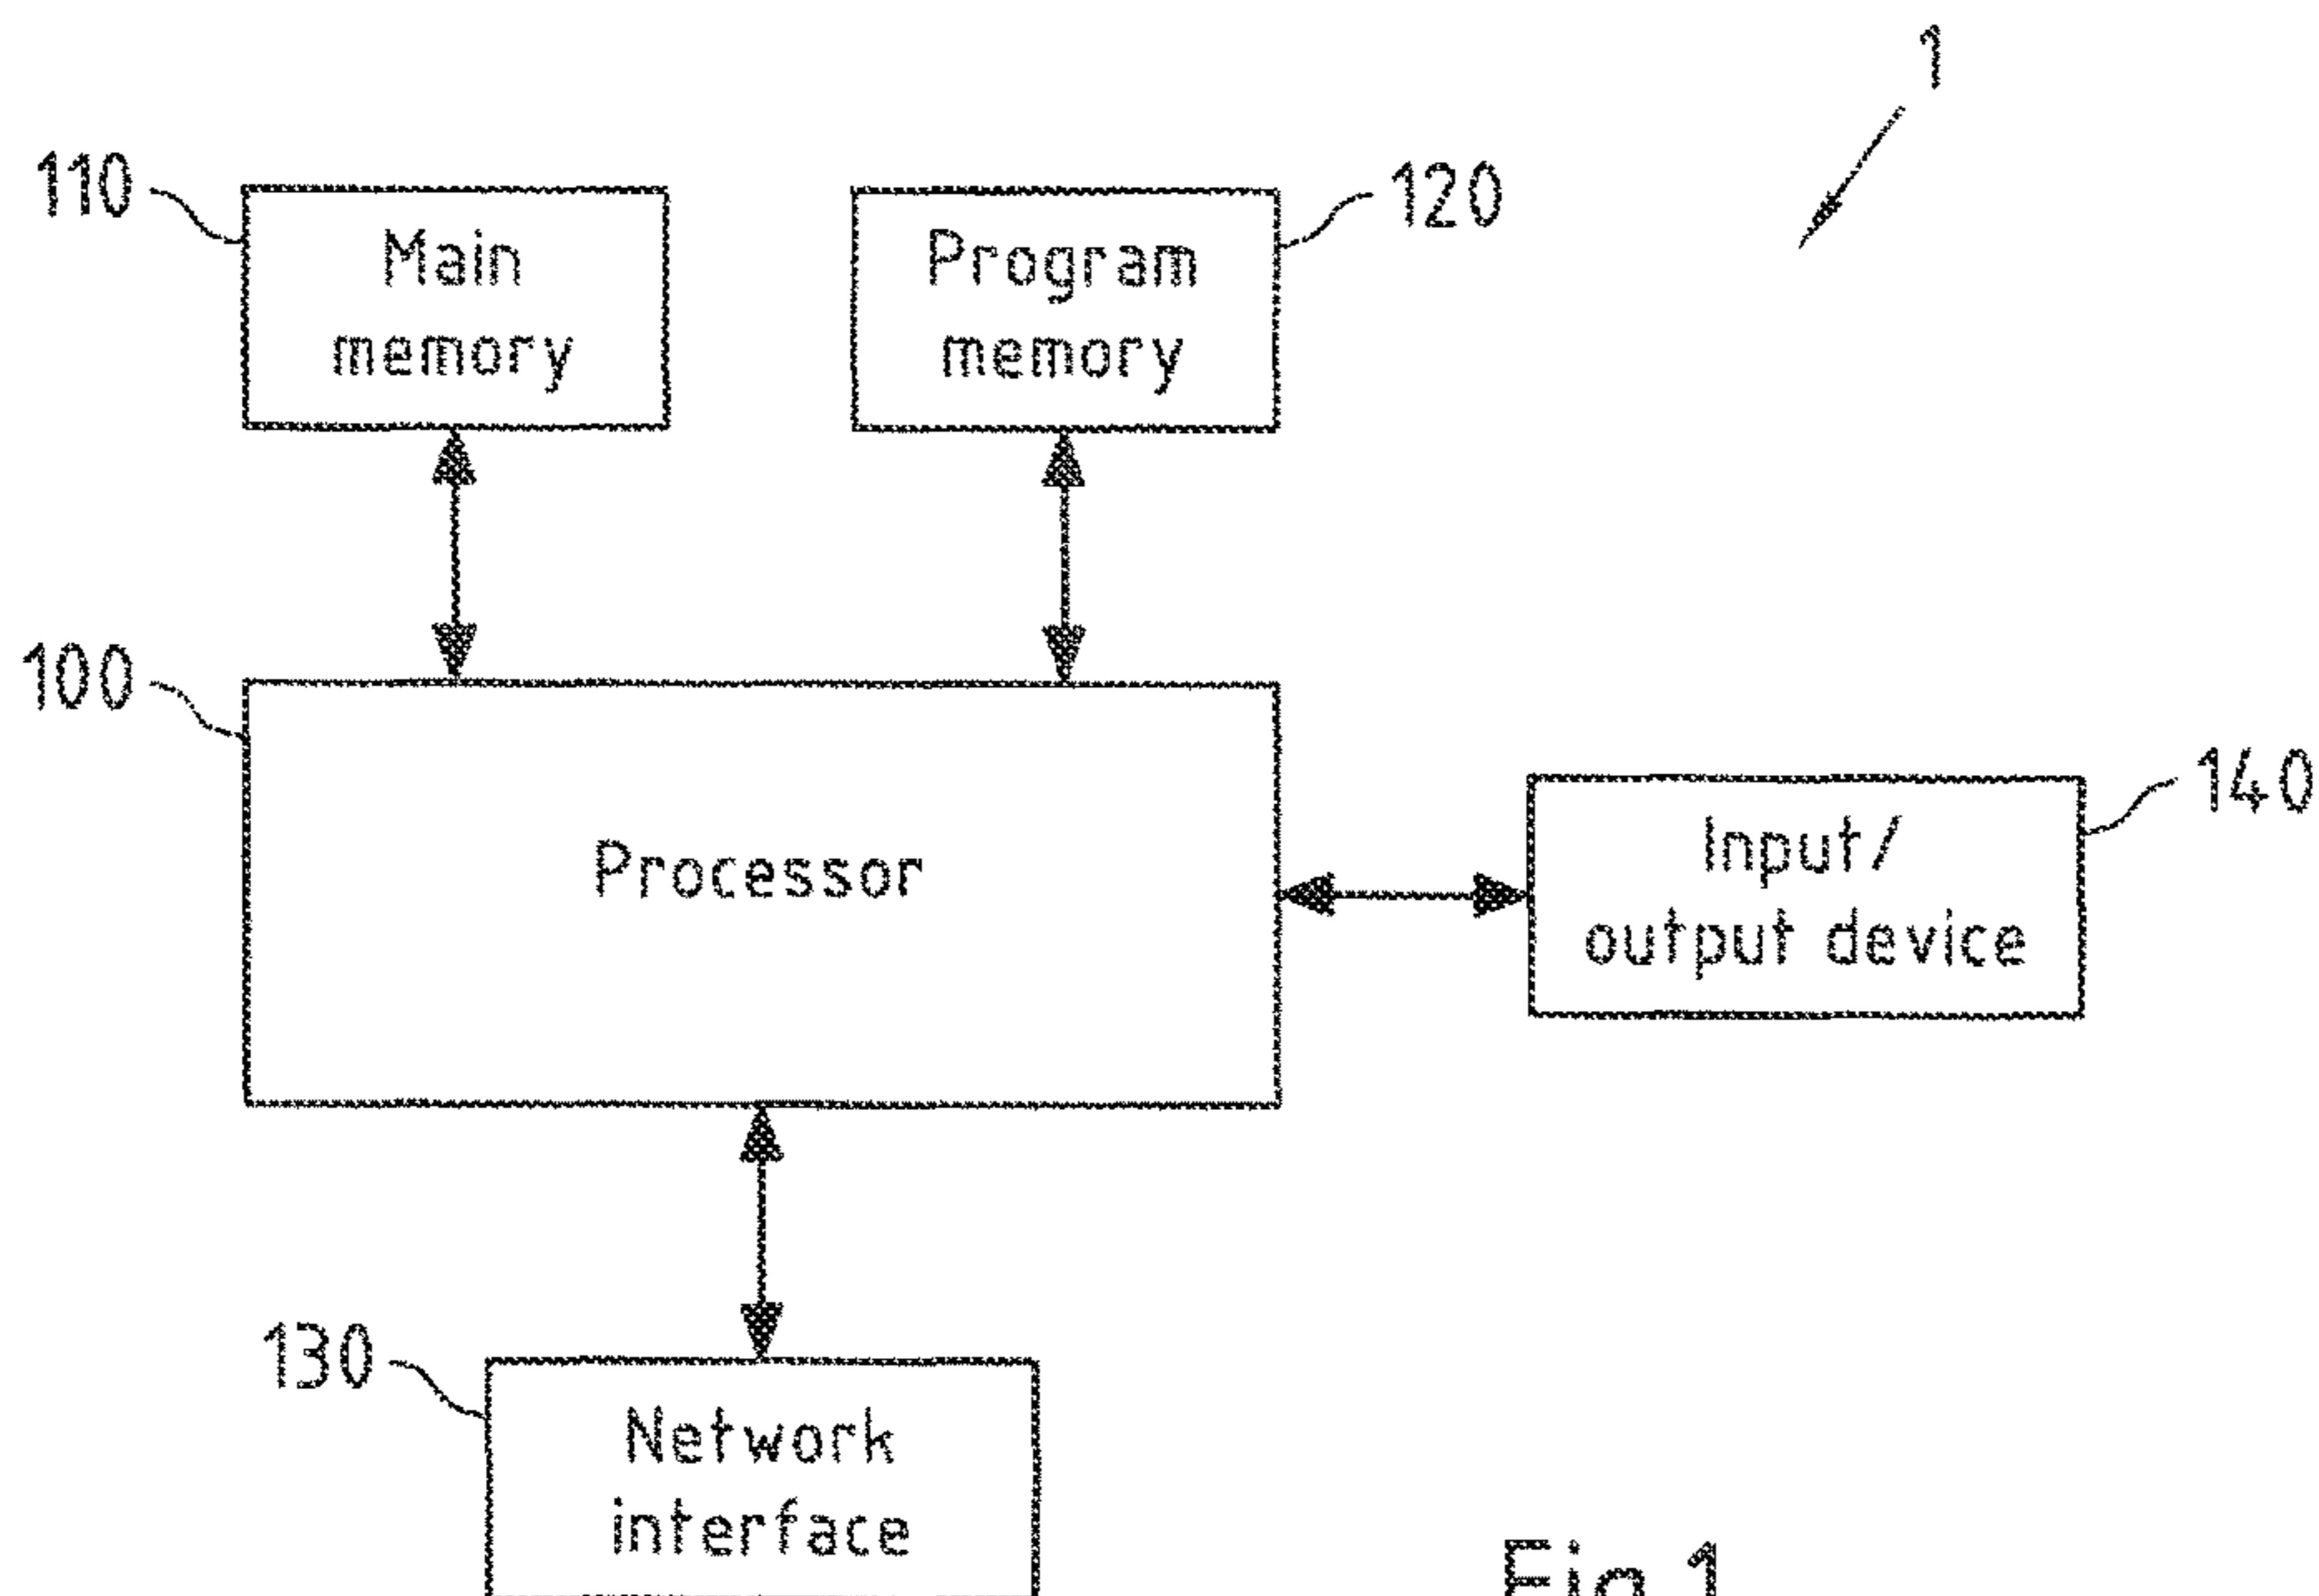 1
110
Main
memory
Program
memory
120
100
Processor
Input/
output device
140
130
Network
interface
Fig.1